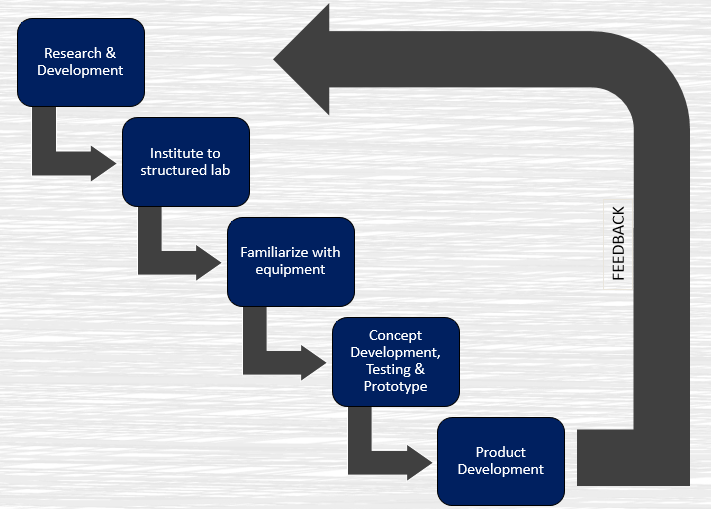 Research &
Development
Institute to
structured lab
Familiarize with
equipment
Concept
Development,
Testing &
Prototype
Product
Development
FEEDBACK